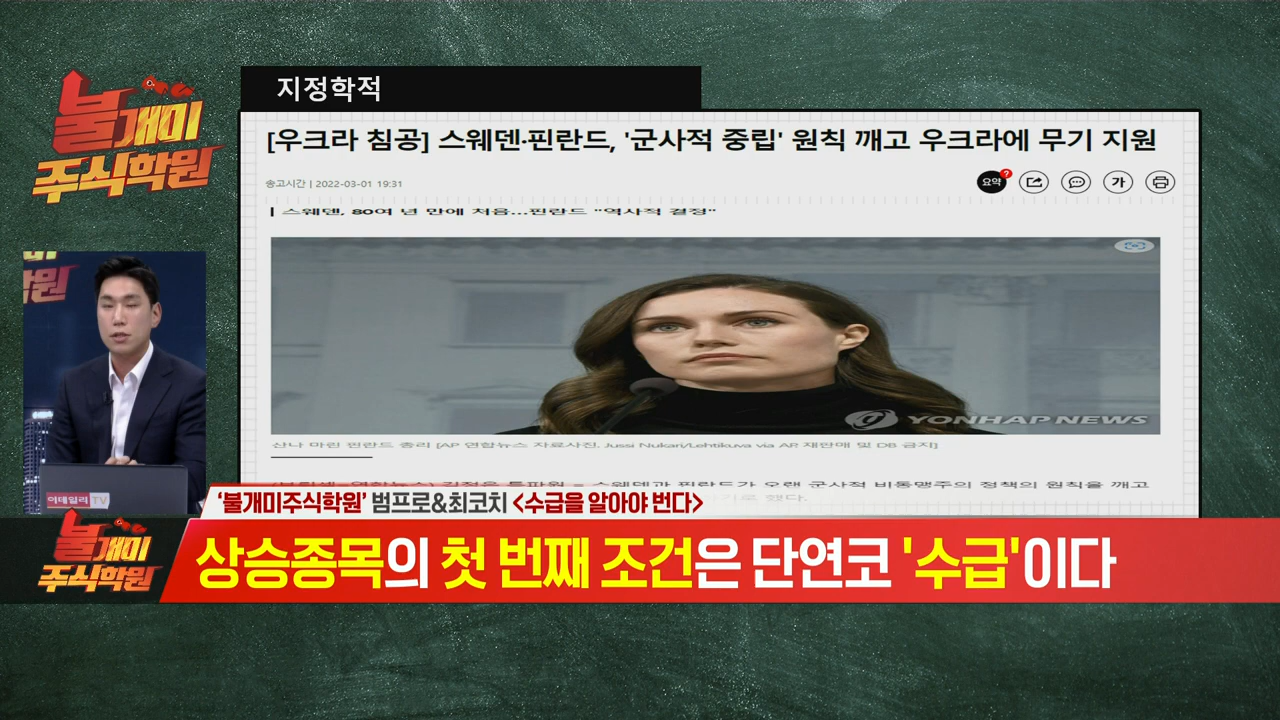 불개미
주식학원
지정학적
[우크라 침공] 스웨덴·핀란드, '군사적 중립' 원칙 깨고 우크라에 무기 지원
송고시간 | 2022-03-01 19:31
요약
?
가
스웨덴, 80여 년 만에 처음…핀란드 "역사적 결정"
YONHAP NEWS
산나 마린 핀란드 총리 [AP 연합뉴스 자료사진, Jussi Nukari/Lehtikuva via AP. 재판매 및 DB 금지]
스웨덴과 핀란드가 오랜 군사적 비동맹주의 정책의 원칙을 깨고
학원
이데일리 TV
'불개미주식학원' 범프로&최코치 <수급을 알아야 번다>
불개미
주식학원
상승종목의 첫 번째 조건은 단연코 '수급'이다